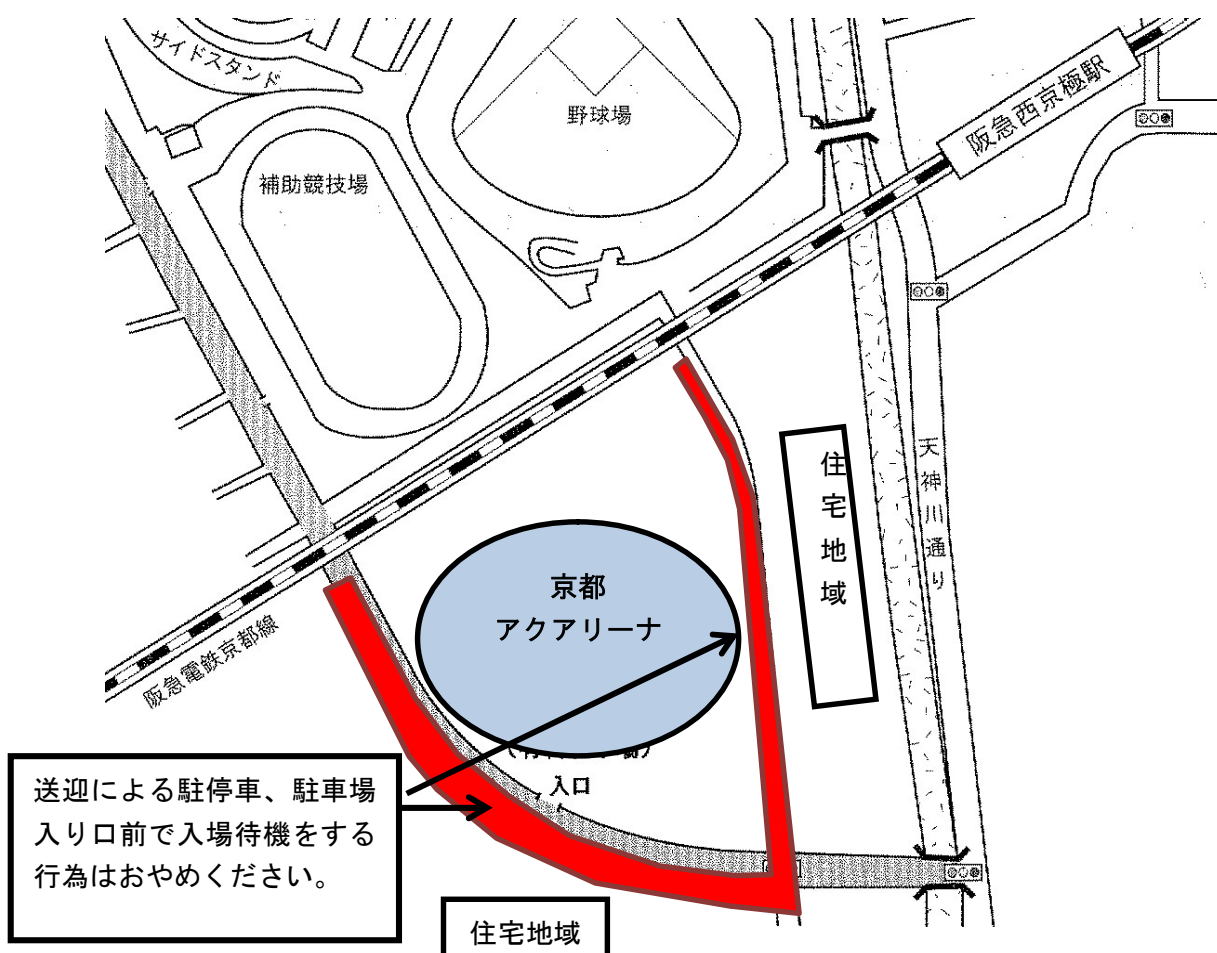 サイドスタンド
野球場
阪急西京極駅
補助競技場
住宅地域
天神川通り
京都
アクアリーナ
阪急電鉄京都線
入口
送迎による駐停車、駐車場
入り口前で入場待機をする
行為はおやめください。
住宅地域